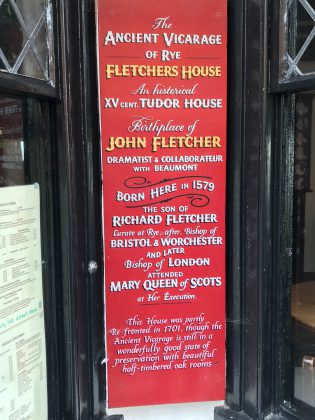 The
ANCIENT VICARAGE
OF RYE
FLETCHERS HOUSE
An historical
XV CENT. TUDOR HOUSE
Birthplace of
JOHN FLETCHER
DRAMATIST & COLLABORATEUR
WITH BEAUMONT
BORN HERE IN 1579
THE SON OF
RICHARD FLETCHER
Curate at Rye, after, Bishop of
BRISTOL & WORCHESTER
AND LATER
Bishop of LONDON
ATTENDED
MARY QUEEN OF SCOTS
at Her Execution.
This House was partly
Re fronted in 1701, though the
Ancient Vicarage is still in a
wonderfully good state of
preservation with beautiful
half-timbered oak rooms.